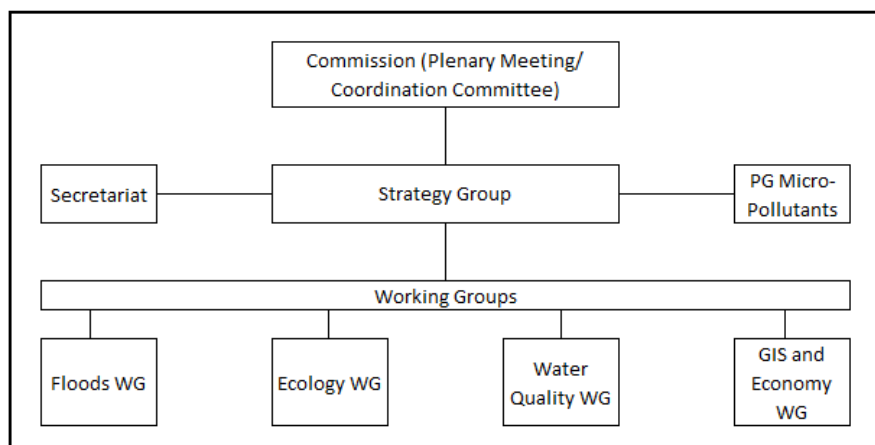 Commission (Plenary Meeting/
Coordination Committee)
Secretariat
Strategy Group
PG Micro-
Pollutants
Working Groups
Floods WG
Ecology WG
Water
Quality WG
GIS and
Economy
WG